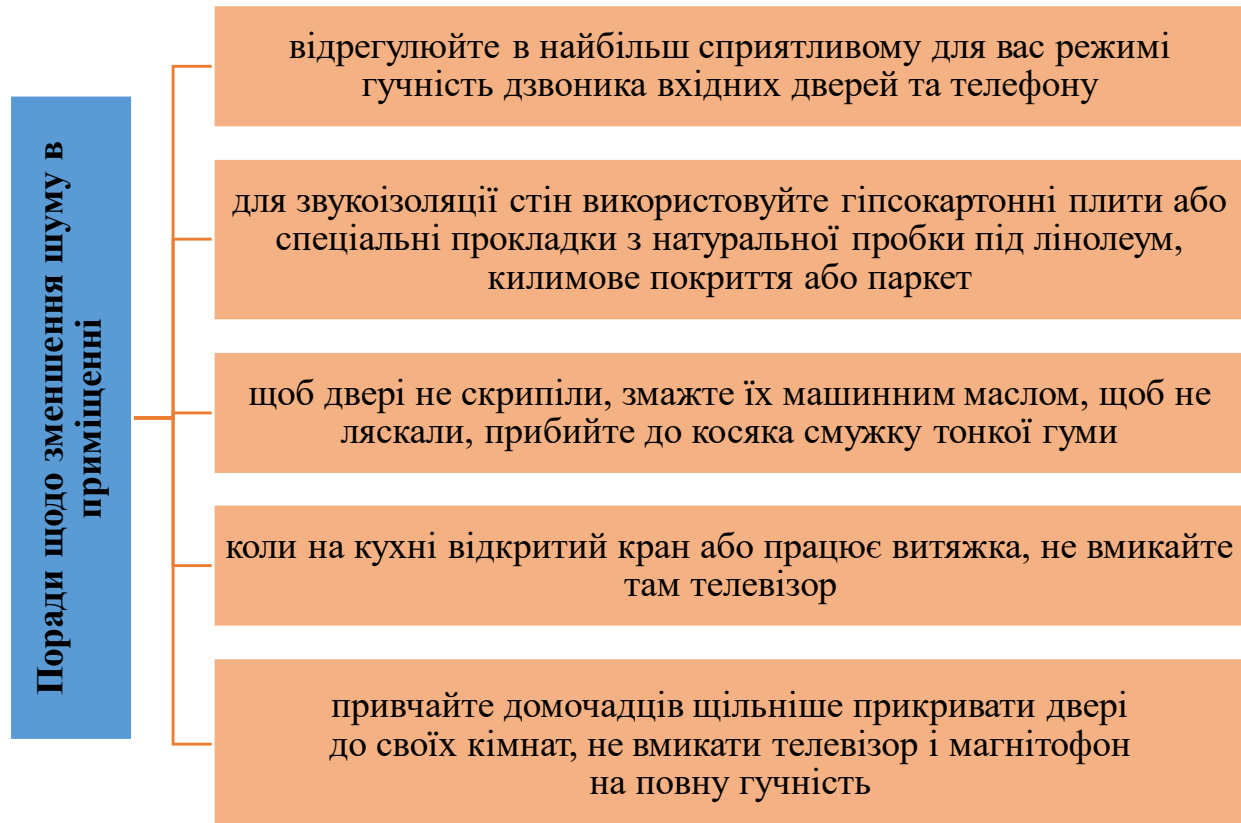 Поради щодо зменшення шуму в
приміщенні
відрегулюйте в найбільш сприятливому для вас режимі
гучність дзвоника вхідних дверей та телефону
для звукоізоляції стін використовуйте гіпсокартонні плити або
спеціальні прокладки з натуральної пробки під лінолеум,
килимове покриття або паркет
щоб двері не скрипіли, змажте їх машинним маслом, щоб не
ляскали, прибийте до косяка смужку тонкої гуми
коли на кухні відкритий кран або працює витяжка, не вмикайте
там телевізор
привчайте домочадців щільніше прикривати двері
до своїх кімнат, не вмикати телевізор і магнітофон
на повну гучність